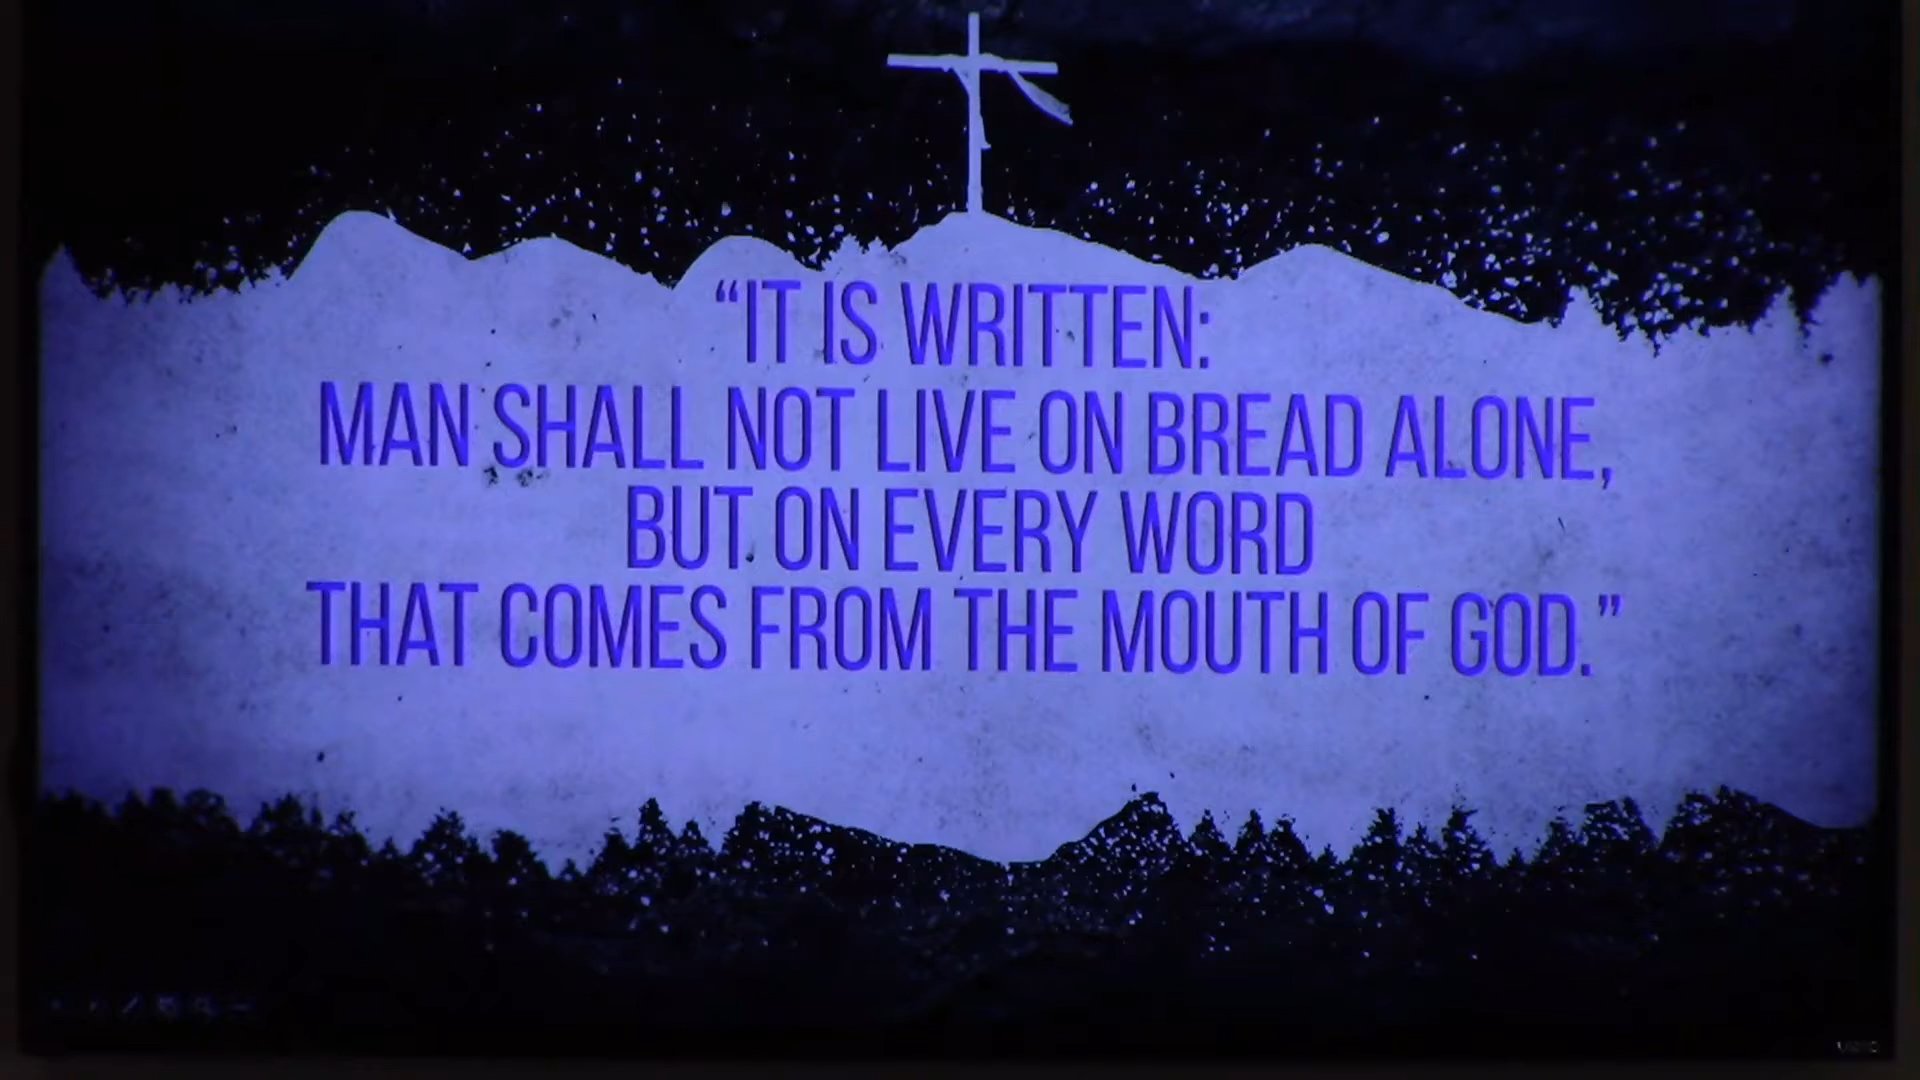 “IT IS WRITTEN:
MAN SHALL NOT LIVE ON BREAD ALONE,
BUT ON EVERY WORD
THAT COMES FROM THE MOUTH OF GOD.”